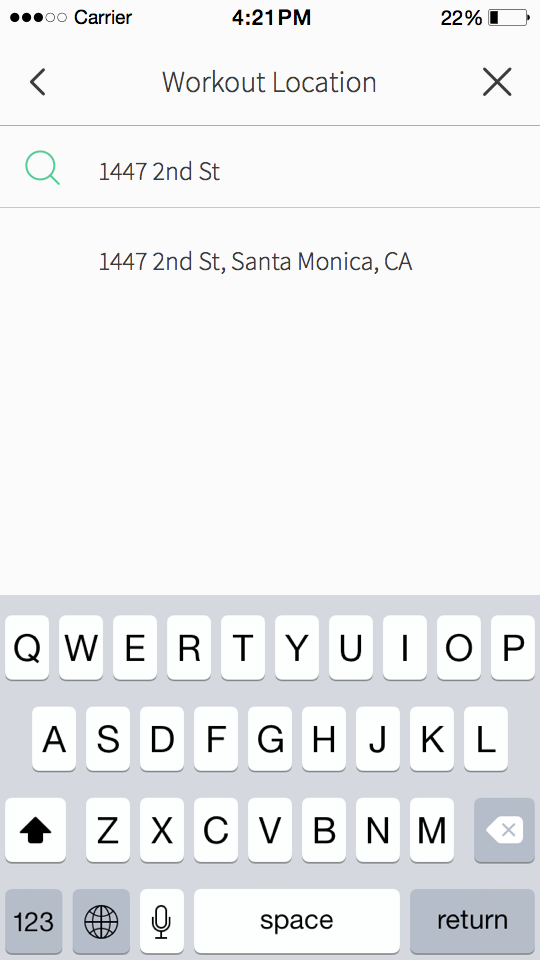 Carrier 4:21 PM 22%
Workout Location
1447 2nd St
1447 2nd St, Santa Monica, CA
Q W E R T Y U I O P
A S D F G H J K L
Z X C V B N M
123 space return